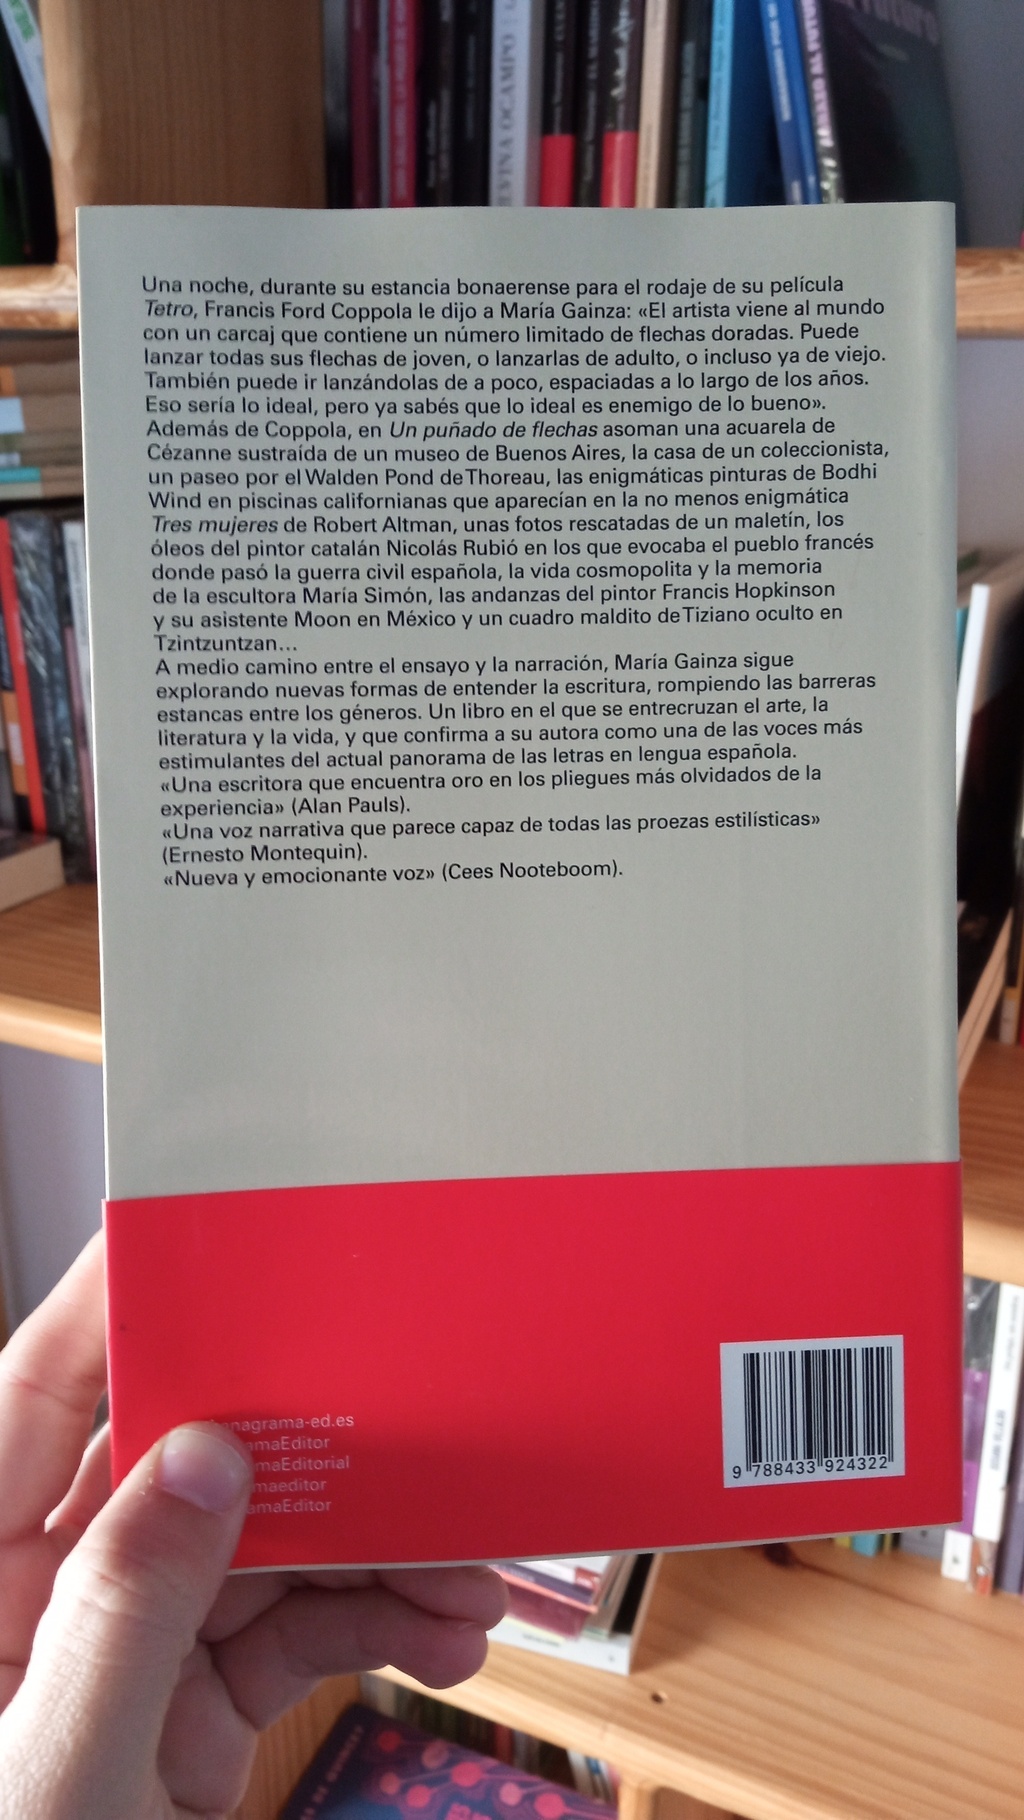 Futuro
LVINA OCAMPO
Una noche, durante su estancia bonaerense para el rodaje de su película
Tetro, Francis Ford Coppola le dijo a María Gainza: «El artista viene al mundo
con un carcaj que contiene un número limitado de flechas doradas. Puede
lanzar todas sus flechas de joven, o lanzarlas de adulto, o incluso ya de viejo.
También puede ir lanzándolas de a poco, espaciadas a lo largo de los años.
Eso sería lo ideal, pero ya sabés que lo ideal es enemigo de lo bueno».
Además de Coppola, en Un puñado de flechas asoman una acuarela de
Cézanne sustraída de un museo de Buenos Aires, la casa de un coleccionista,
un paseo por el Walden Pond de Thoreau, las enigmáticas pinturas de Bodhi
Wind en piscinas californianas que aparecían en la no menos enigmática
Tres mujeres de Robert Altman, unas fotos rescatadas de un maletín, los
óleos del pintor catalán Nicolás Rubió en los que evocaba el pueblo francés
donde pasó la guerra civil española, la vida cosmopolita y la memoria
de la escultora María Simón, las andanzas del pintor Francis Hopkinson
y su asistente Moon en México y un cuadro maldito de Tiziano oculto en
Tzintzuntzan...
A medio camino entre el ensayo y la narración, María Gainza sigue
explorando nuevas formas de entender la escritura, rompiendo las barreras
estancas entre los géneros. Un libro en el que se entrecruzan el arte, la
literatura y la vida, y que confirma a su autora como una de las voces más
estimulantes del actual panorama de las letras en lengua española.
«Una escritora que encuentra oro en los pliegues más olvidados de la
experiencia» (Alan Pauls).
«Una voz narrativa que parece capaz de todas las proezas estilísticas»
(Ernesto Montequin).
«Nueva y emocionante voz» (Cees Nooteboom).
anagrama-ed.es
amaEditor
maEditorial
maeditor
amaEditor
9 788433 924322